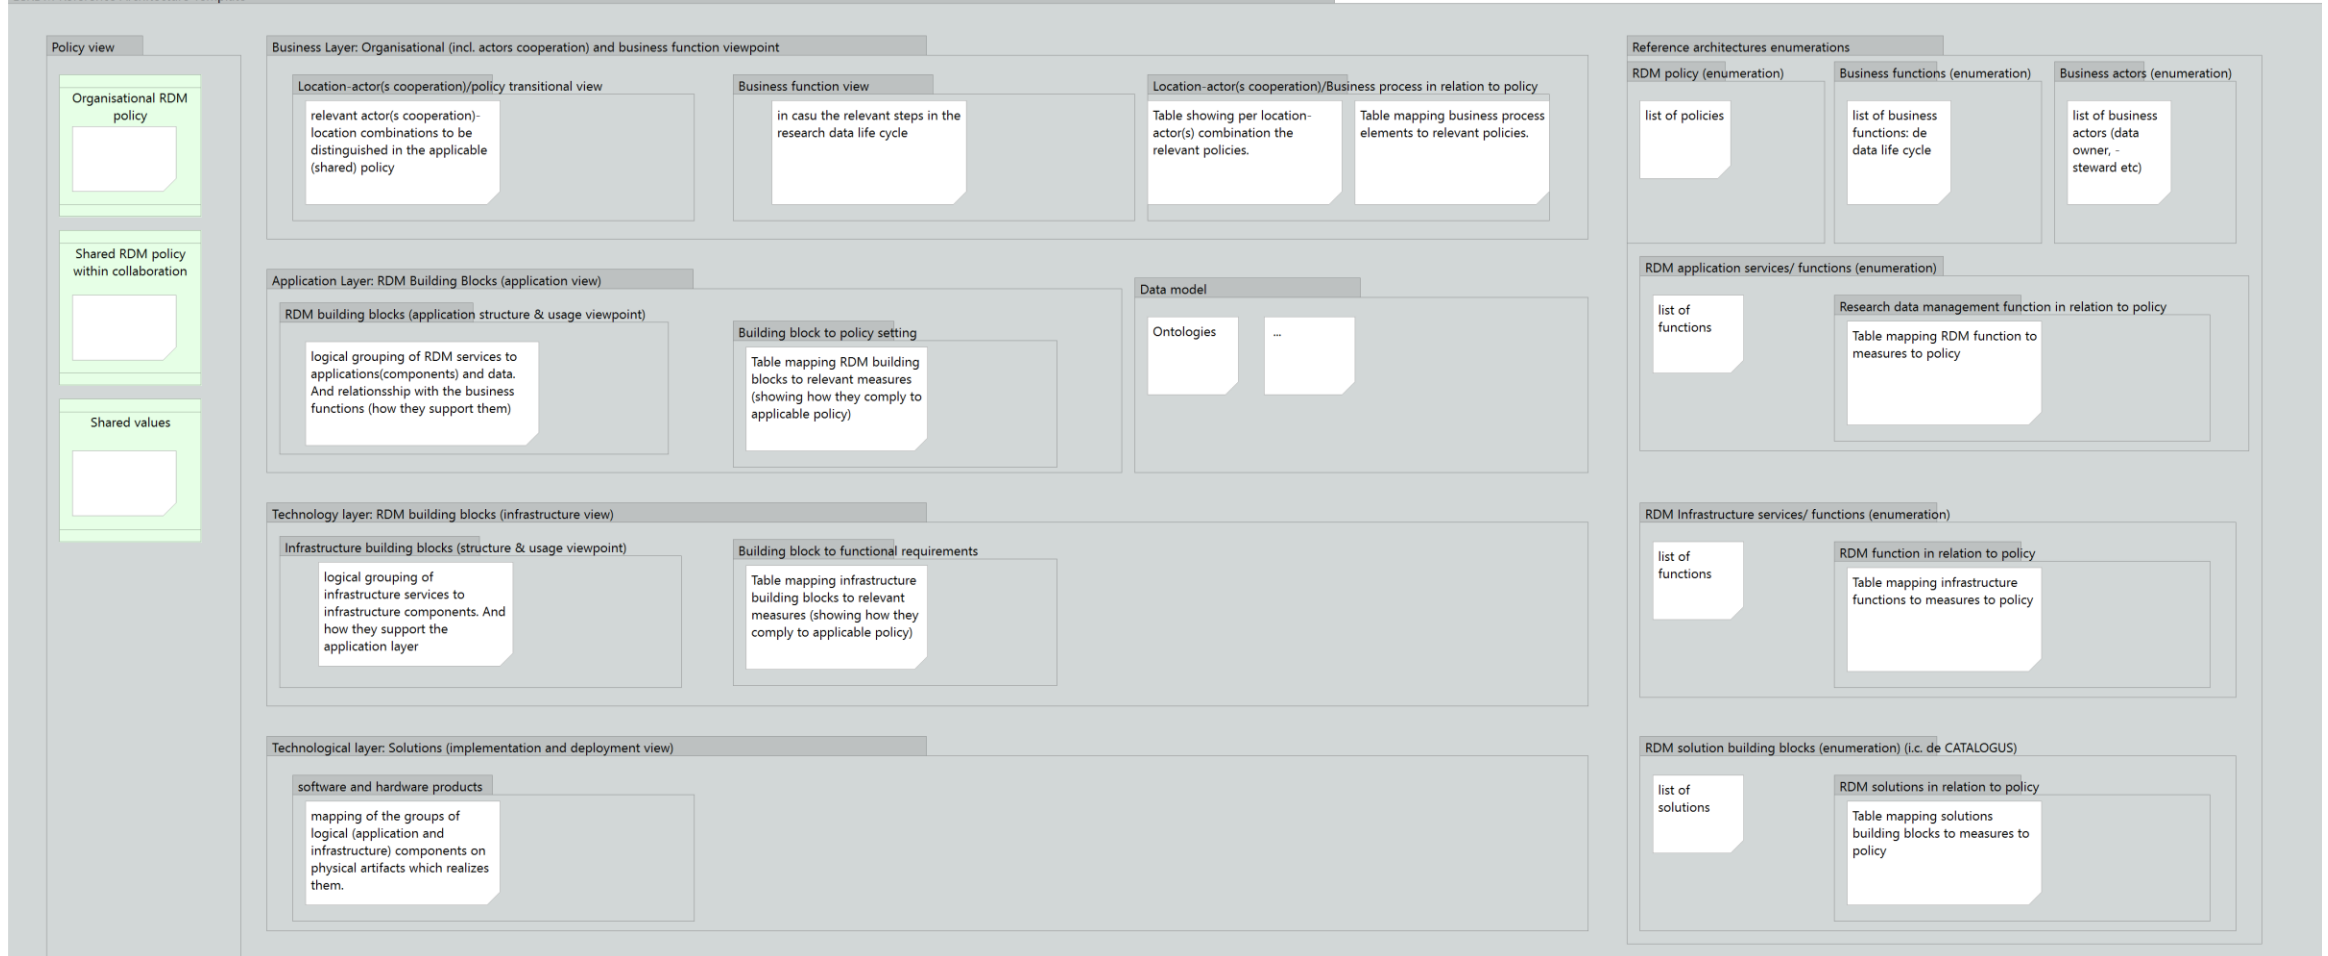 Policy view
Organisational RDM
policy
Shared RDM policy
within collaboration
Shared values
Business Layer: Organisational (incl. actors cooperation) and business function viewpoint
Location-actor(s cooperation)/policy transitional view
relevant actor(s cooperation)-
location combinations to be
distinguished in the applicable
(shared) policy
Business function view
in casu the relevant steps in the
research data life cycle
Location-actor(s cooperation)/Business process in relation to policy
Table showing per location-
actor(s) combination the
relevant policies.
Table mapping business process
elements to relevant policies.
Application Layer: RDM Building Blocks (application view)
RDM building blocks (application structure & usage viewpoint)
logical grouping of RDM services to
applications(components) and data.
And relationsship with the business
functions (how they support them)
Building block to policy setting
Table mapping RDM building
blocks to relevant measures
(showing how they comply to
applicable policy)
Data model
Ontologies
...
Technology layer: RDM building blocks (infrastructure view)
Infrastructure building blocks (structure & usage viewpoint)
logical grouping of
infrastructure services to
infrastructure components. And
how they support the
application layer
Building block to functional requirements
Table mapping infrastructure
building blocks to relevant
measures (showing how they
comply to applicable policy)
Technological layer: Solutions (implementation and deployment view)
software and hardware products
mapping of the groups of
logical (application and
infrastructure) components on
physical artifacts which realizes
them.
Reference architectures enumerations
RDM policy (enumeration)
list of policies
Business functions (enumeration)
list of business
functions: de
data life cycle
Business actors (enumeration)
list of business
actors (data
owner, -
steward etc)
RDM application services/ functions (enumeration)
list of
functions
Research data management function in relation to policy
Table mapping RDM function to
measures to policy
RDM Infrastructure services/ functions (enumeration)
list of
functions
RDM function in relation to policy
Table mapping infrastructure
functions to measures to policy
RDM solution building blocks (enumeration) (i.c. de CATALOGUS)
list of
solutions
RDM solutions in relation to policy
Table mapping solutions
building blocks to measures to
policy